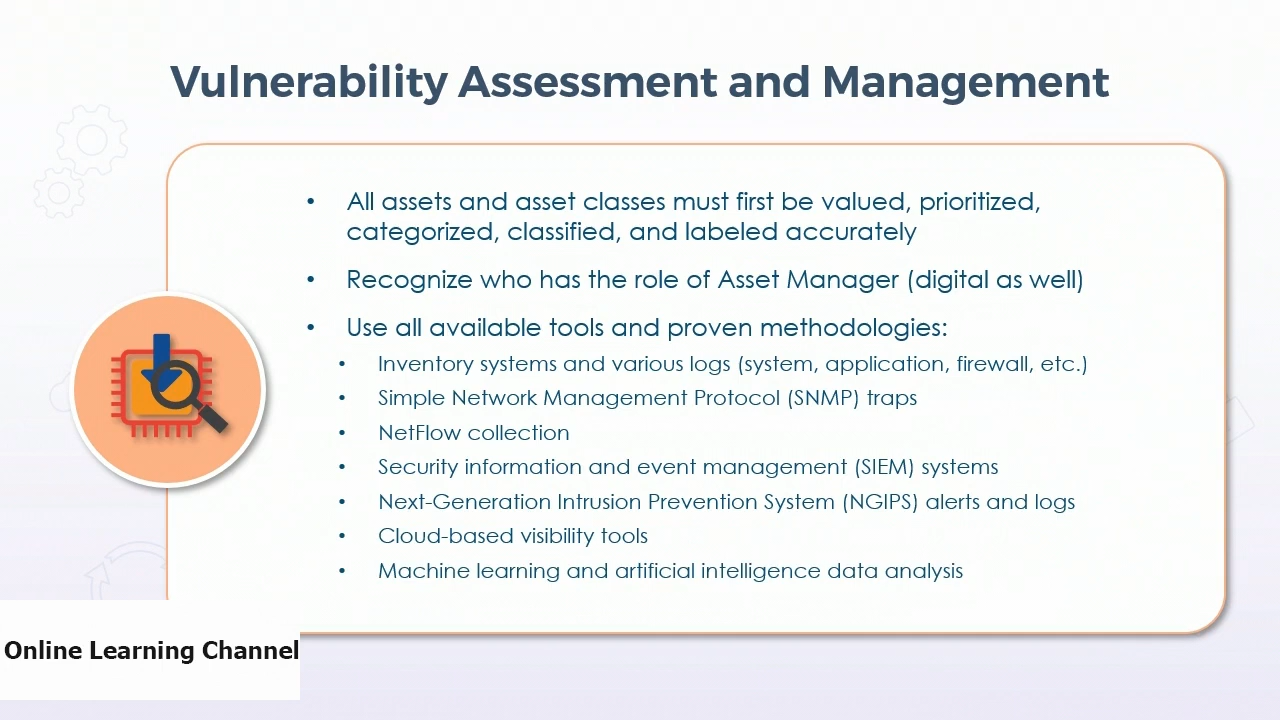 Vulnerability Assessment and Management
• All assets and asset classes must first be valued, prioritized,
categorized, classified, and labeled accurately
• Recognize who has the role of Asset Manager (digital as well)
• Use all available tools and proven methodologies:
• Inventory systems and various logs (system, application, firewall, etc.)
• Simple Network Management Protocol (SNMP) traps
• NetFlow collection
• Security information and event management (SIEM) systems
• Next-Generation Intrusion Prevention System (NGIPS) alerts and logs
• Cloud-based visibility tools
• Machine learning and artificial intelligence data analysis
Online Learning Channel